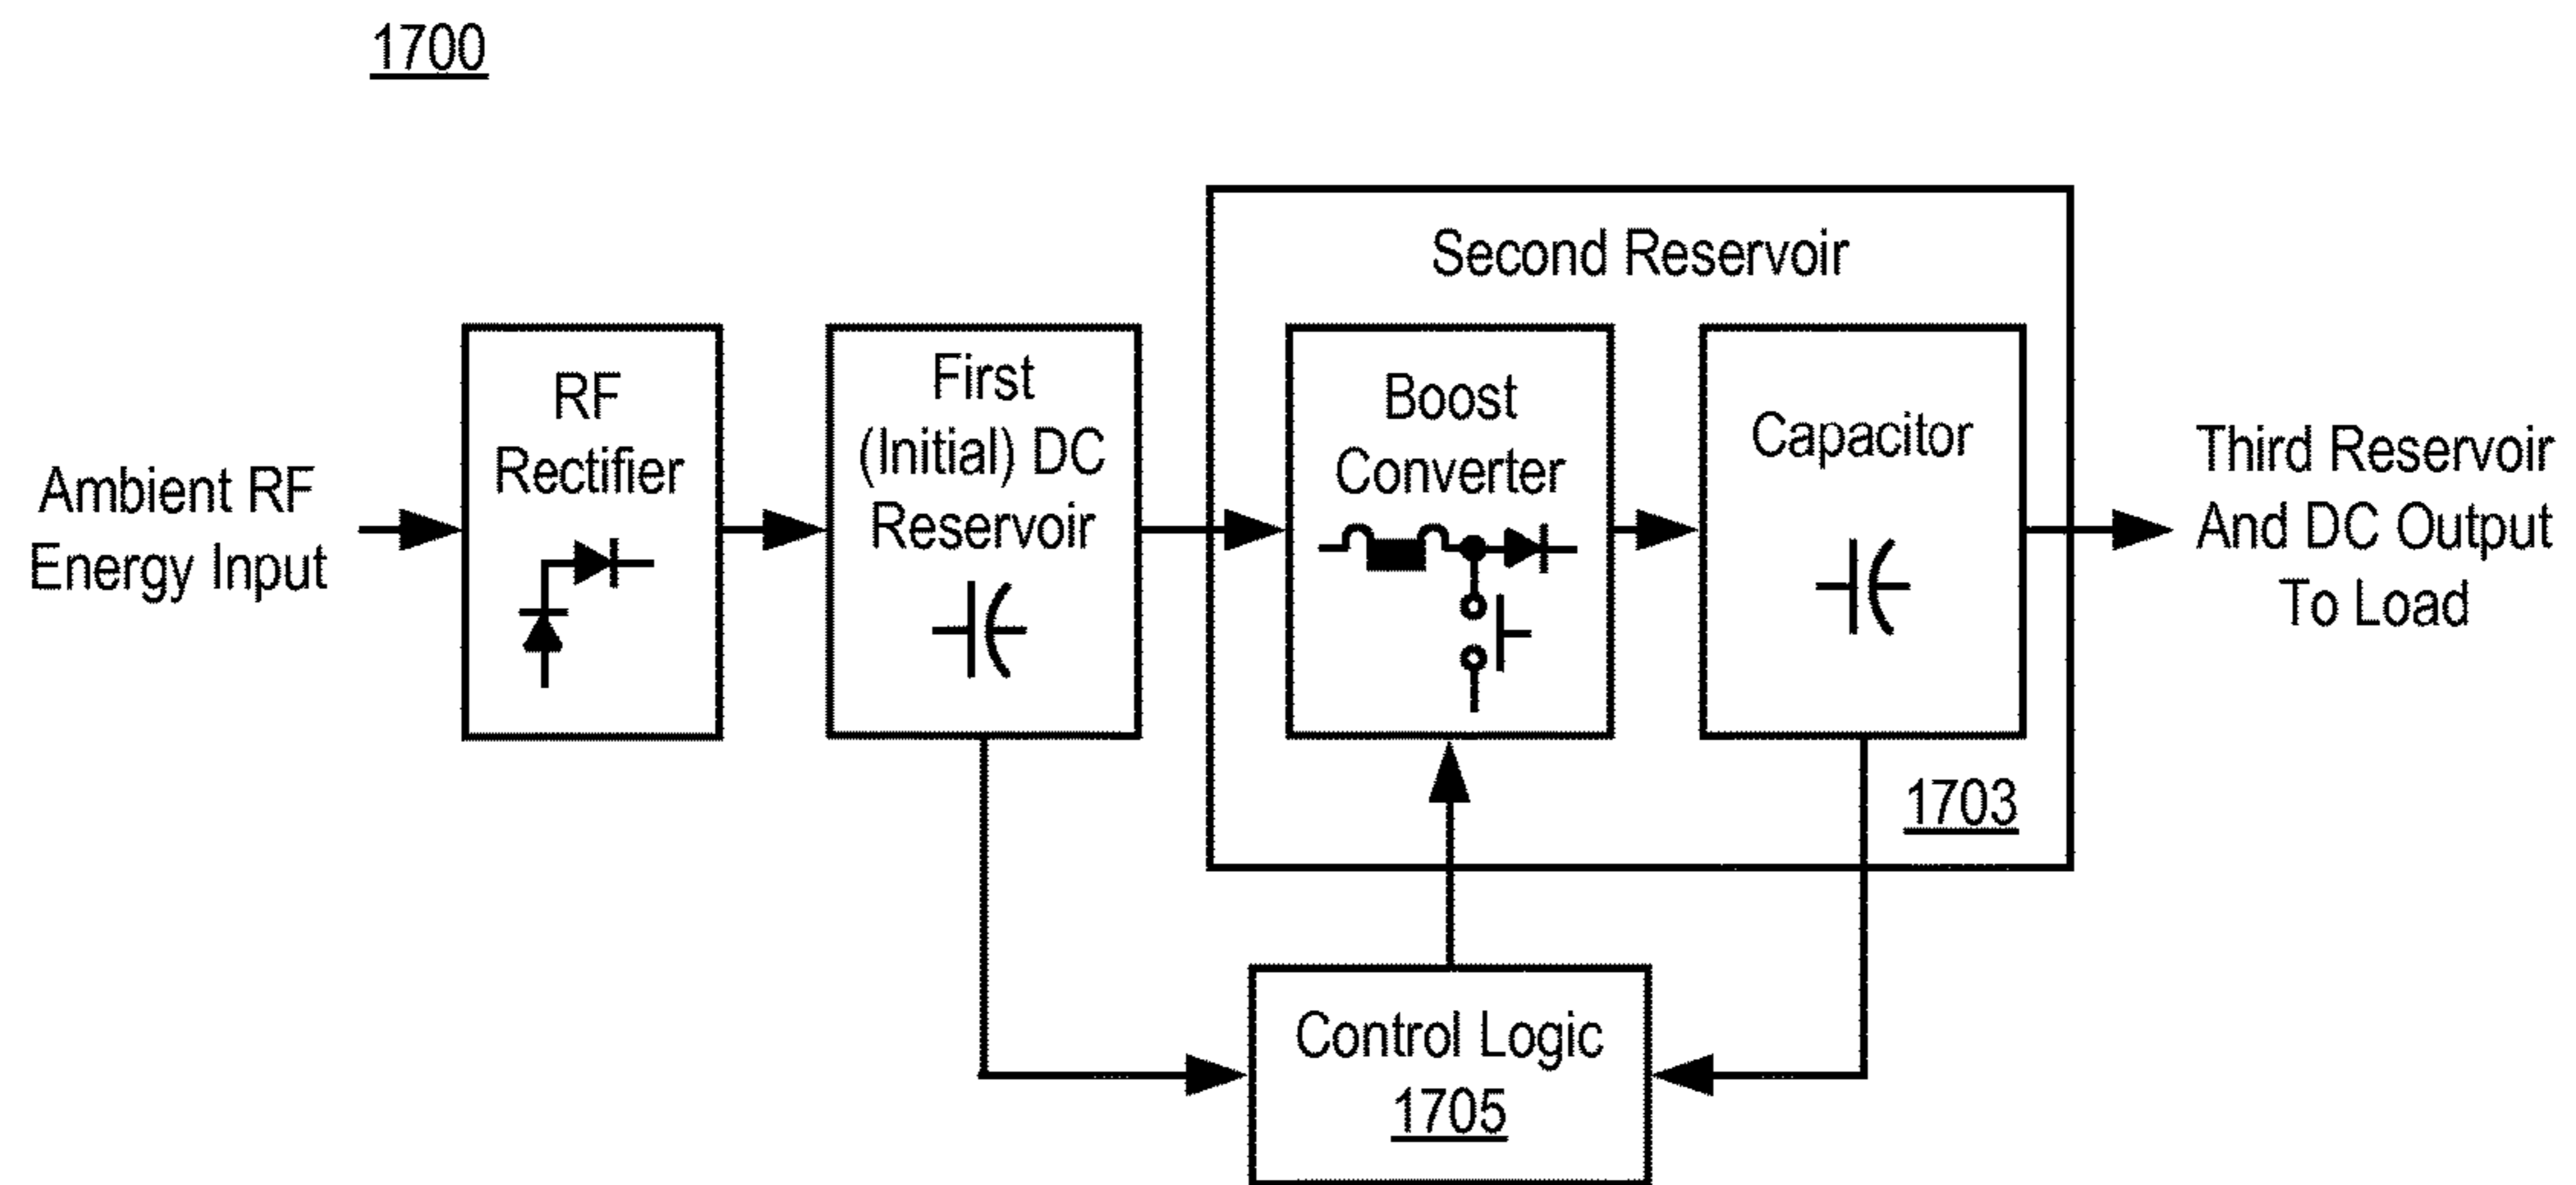 1700
Ambient RF
Energy Input
RF
Rectifier
First
(Initial) DC
Reservoir
Second Reservoir
Boost
Converter
Capacitor
1703
Third Reservoir
And DC Output
To Load
Control Logic
1705